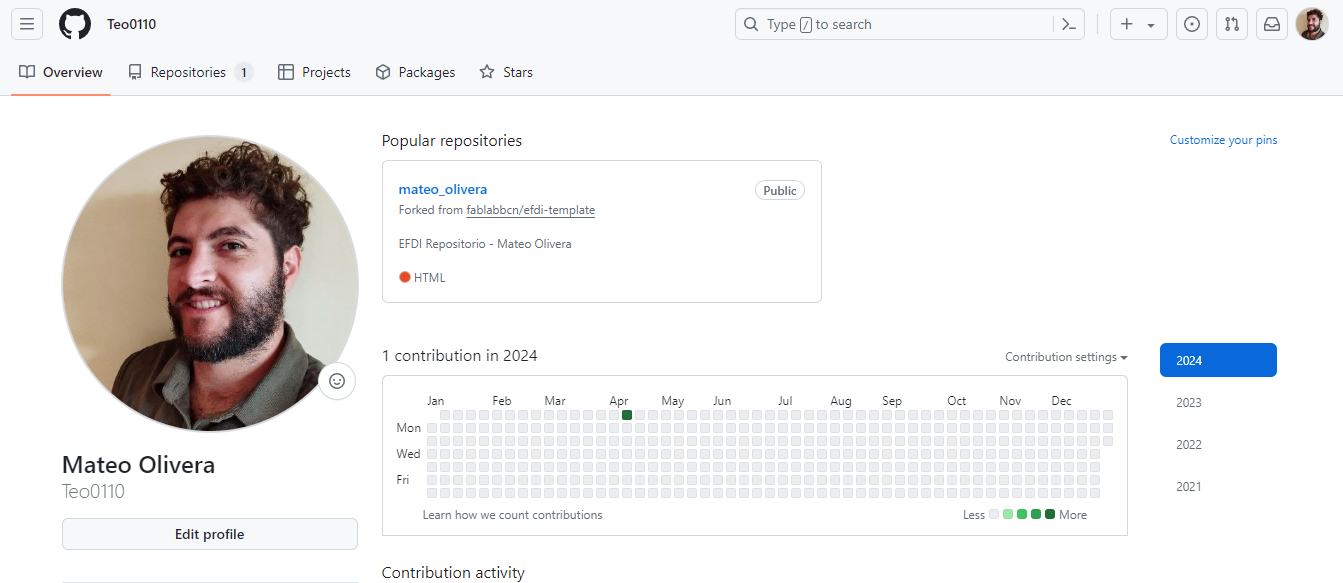 Teo0110
Type / to search
Overview Repositories 1 Projects Packages Stars
Popular repositories
Customize your pins
mateo_olivera Public
Forked from fablabbcn/efdi-template
EFDI Repositorio - Mateo Olivera
HTML
1 contribution in 2024
Contribution settings
2024
2023
2022
2021
Jan Feb Mar Apr May Jun Jul Aug Sep Oct Nov Dec
Mon
Wed
Fri
Learn how we count contributions
Less More
Mateo Olivera
Teo0110
Edit profile
Contribution activity